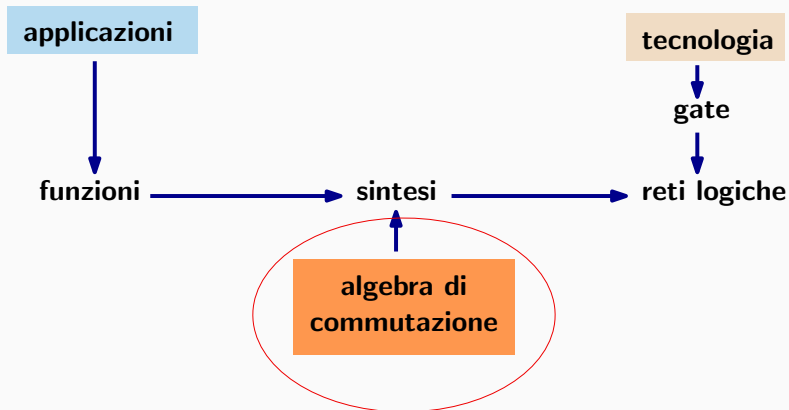 applicazioni
tecnologia
gate
funzioni
sintesi
reti logiche
algebra di
commutazione